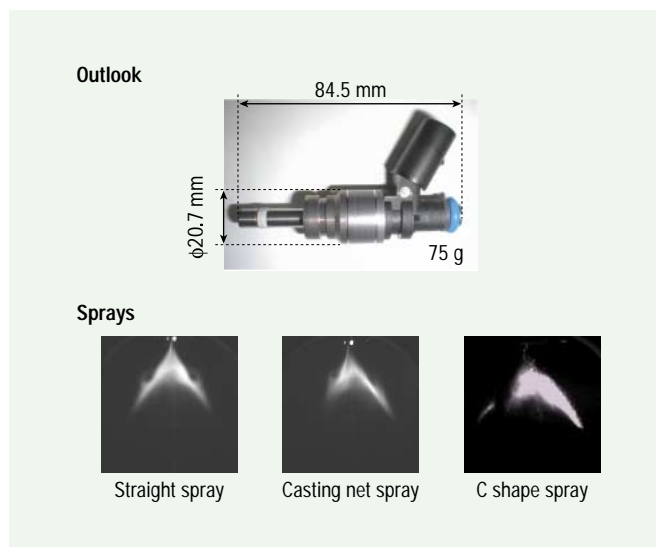 Outlook
84.5 mm
ϕ20.7 mm
75 g
Sprays
Straight spray
Casting net spray
C shape spray